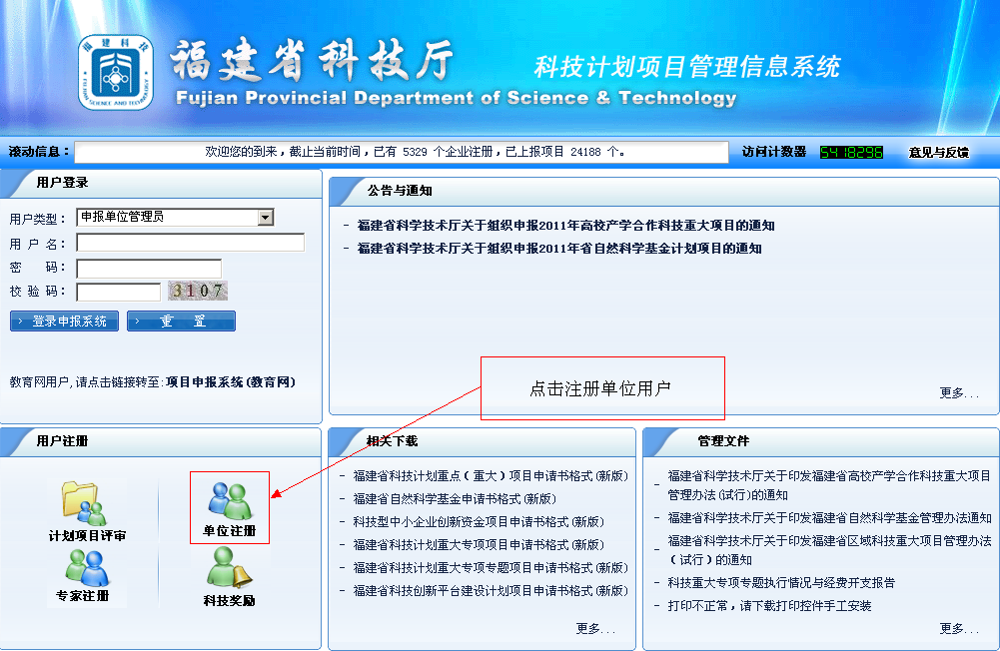 福建科技
FUJIAN SCIENCE AND TECHNOLOGY
福建省科技厅
科技计划项目管理信息系统
Fujian Provincial Department of Science & Technology
滚动信息：
欢迎您的到来，截止当前时间，已有 5329 个企业注册，已上报项目 24188 个。
访问计数器
5418298
意见与反馈
用户登录
用户类型：
申报单位管理员
用 户 名：
密 码：
校 验 码：
3107
登录申报系统
重 置
教育网用户,请点击链接转至:项目申报系统(教育网)
公告与通知
- 福建省科学技术厅关于组织申报2011年高校产学合作科技重大项目的通知
- 福建省科学技术厅关于组织申报2011年省自然科学基金计划项目的通知
更多...
点击注册单位用户
用户注册
计划项目评审
单位注册
专家注册
科技奖励
相关下载
- 福建省科技计划重点（重大）项目申请书格式(新版)
- 福建省自然科学基金申请书格式(新版)
- 科技型中小企业创新资金项目申请书格式(新版)
- 福建省科技计划重大专项项目申请书格式(新版)
- 福建省科技计划重大专项专题项目申请书格式(新版)
- 福建省科技创新平台建设计划项目申请书格式(新版)
更多...
管理文件
- 福建省科学技术厅关于印发福建省高校产学合作科技重大项目
管理办法(试行)的通知
- 福建省科学技术厅关于印发福建省自然科学基金管理办法通知
- 福建省科学技术厅关于印发福建省区域科技重大项目管理办法
（试行）的通知
- 科技重大专项专题执行情况与经费开支报告
- 打印不正常，请下载打印控件手工安装
更多...